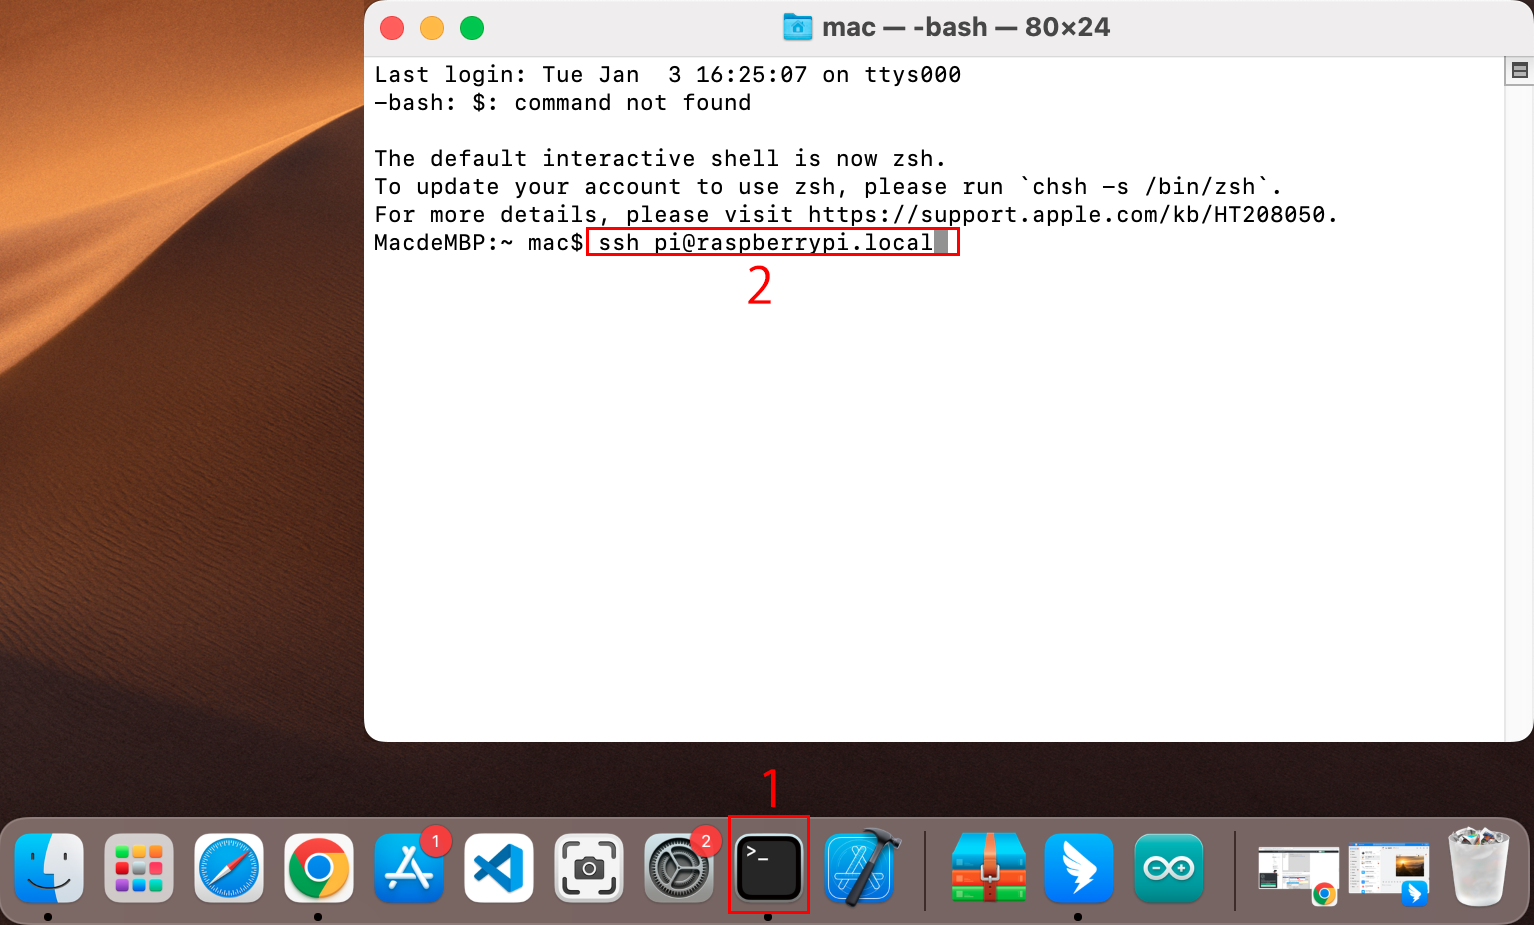 mac — -bash — 80×24
Last login: Tue Jan  3 16:25:07 on ttys000
-bash: $: command not found
The default interactive shell is now zsh.
To update your account to use zsh, please run `chsh -s /bin/zsh`.
For more details, please visit https://support.apple.com/kb/HT208050.
MacdeMBP:~ mac$ ssh pi@raspberrypi.local
2
1
1
2
>_